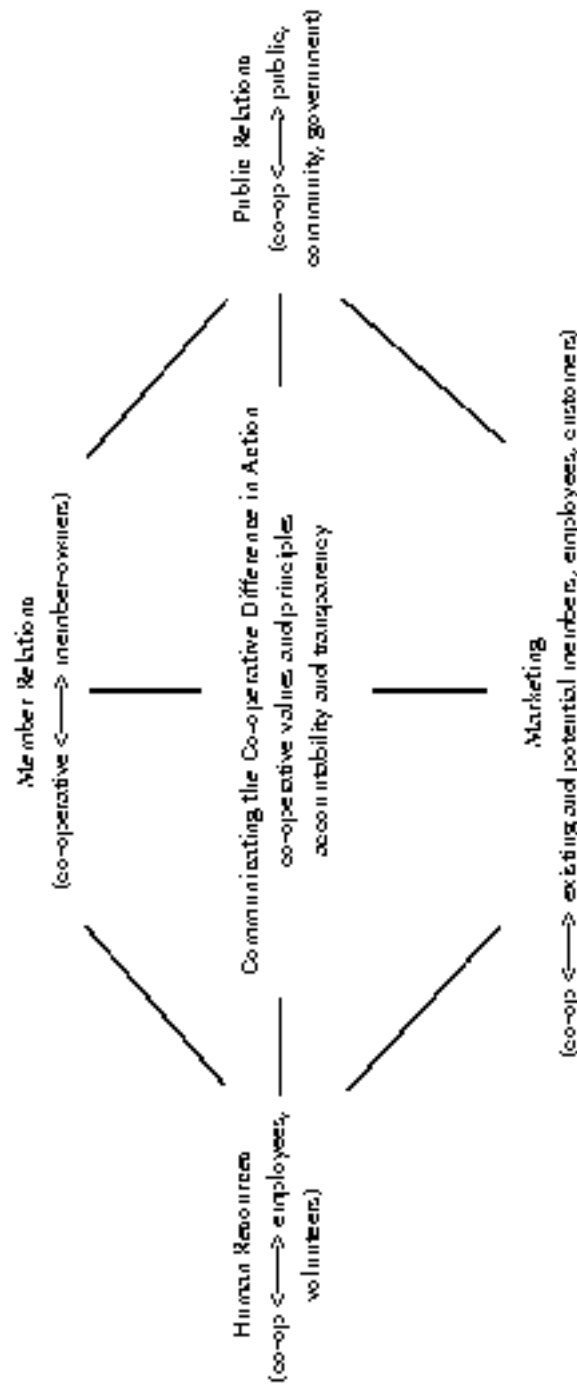 Member Relations
(co-operative <——> member-owners)
Human Resources
(co-op <——> employees,
volunteers)
Communicating the Co-operative Difference in Action
co-operative values and principles
accountability and transparency
Public Relations
(co-op <——> public,
community, government)
Marketing
(co-op <——> existing and potential members, employees, customers)